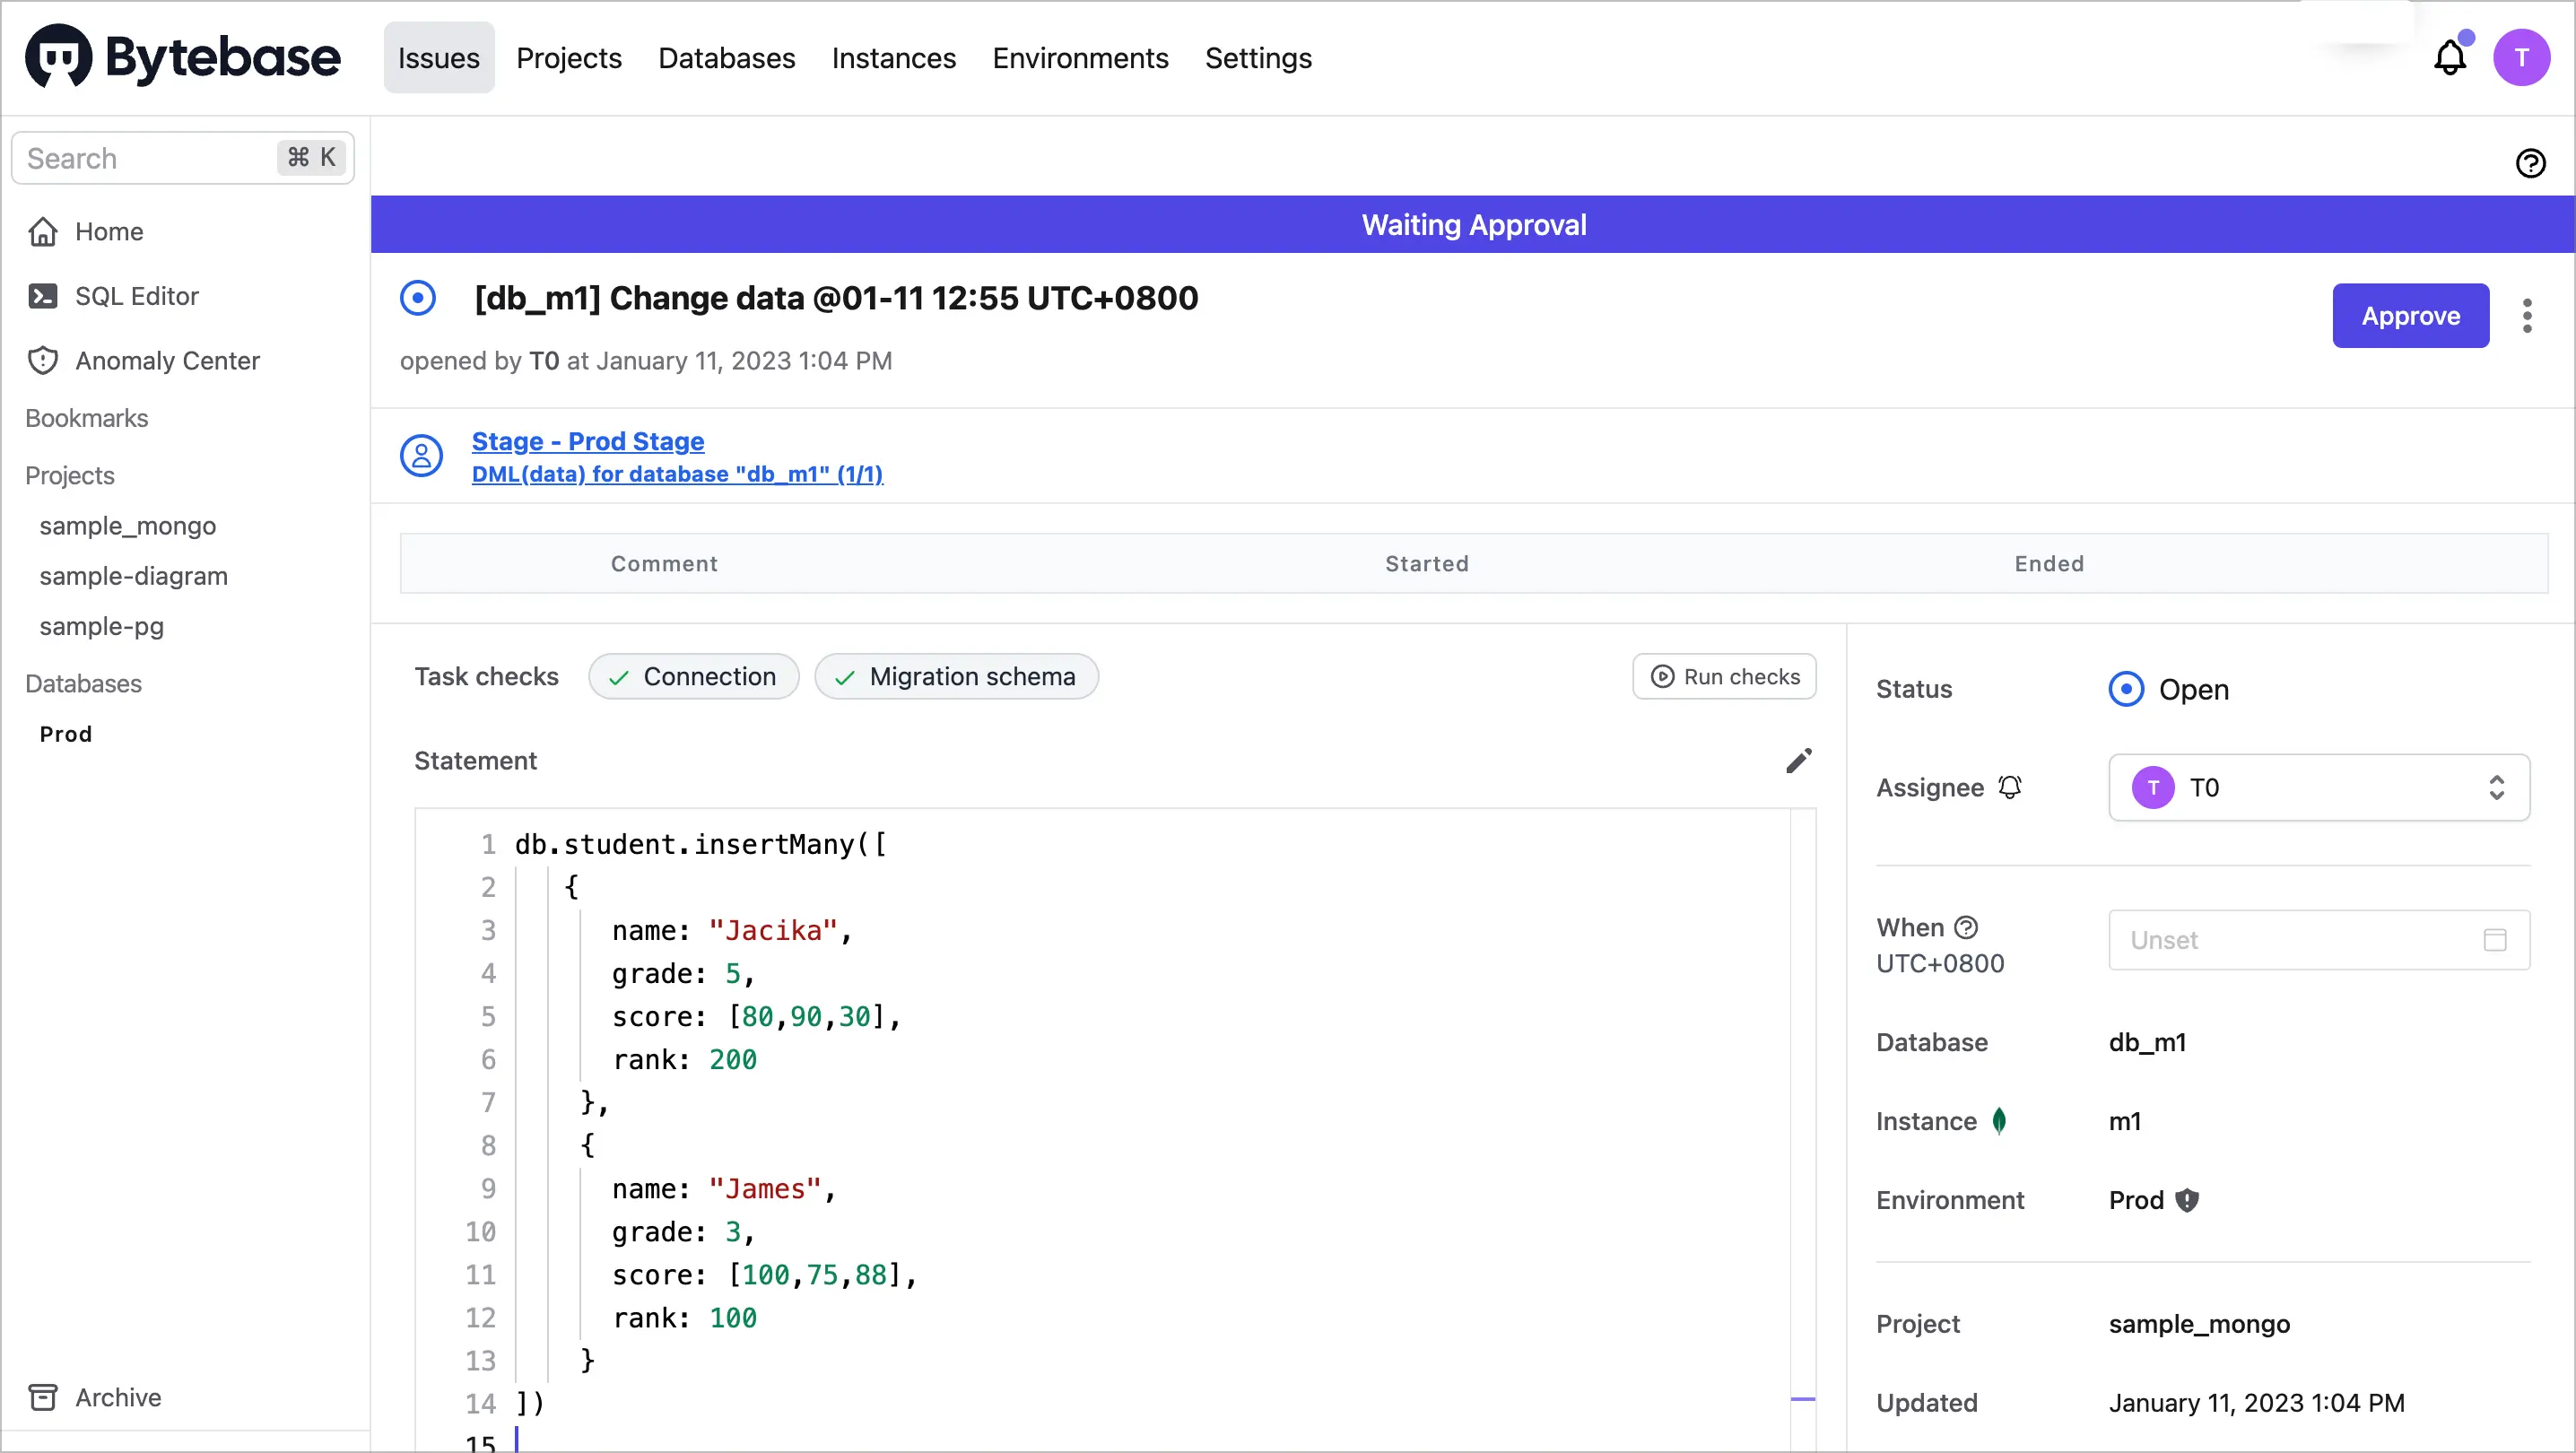 Bytebase
Issues Projects Databases Instances Environments Settings
T
Search ⌘ K
Home
SQL Editor
Anomaly Center
Bookmarks
Projects
sample_mongo
sample-diagram
sample-pg
Databases
Prod
Archive
Waiting Approval
[db_m1] Change data @01-11 12:55 UTC+0800
opened by T0 at January 11, 2023 1:04 PM
Approve
Stage - Prod Stage
DML(data) for database "db_m1" (1/1)
Comment Started Ended
Task checks Connection Migration schema Run checks
Statement
1 db.student.insertMany([
2 {
3 name: "Jacika",
4 grade: 5,
5 score: [80,90,30],
6 rank: 200
7 },
8 {
9 name: "James",
10 grade: 3,
11 score: [100,75,88],
12 rank: 100
13 }
14 ])
15
Status Open
Assignee T T0
When
UTC+0800
Unset
Database db_m1
Instance m1
Environment Prod
Project sample_mongo
Updated January 11, 2023 1:04 PM